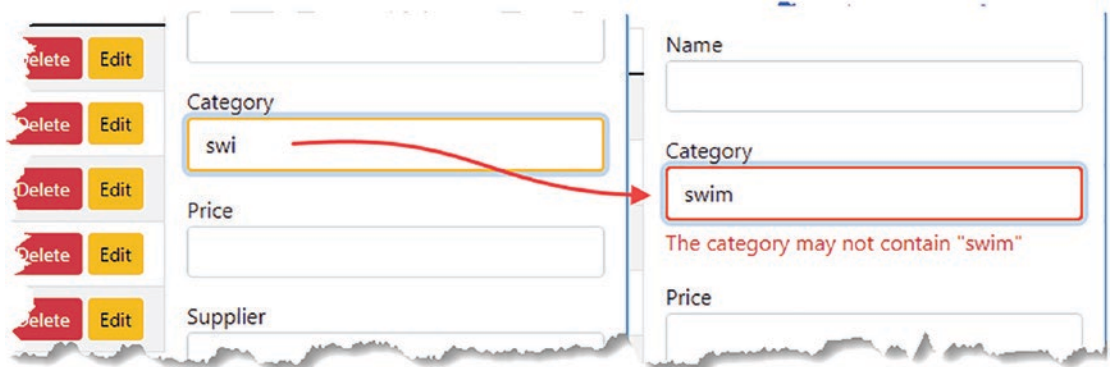 Delete Edit
Delete Edit
Delete Edit
Delete Edit
Delete Edit
Category
swi
Price
Supplier
Name
Category
swim
The category may not contain "swim"
Price